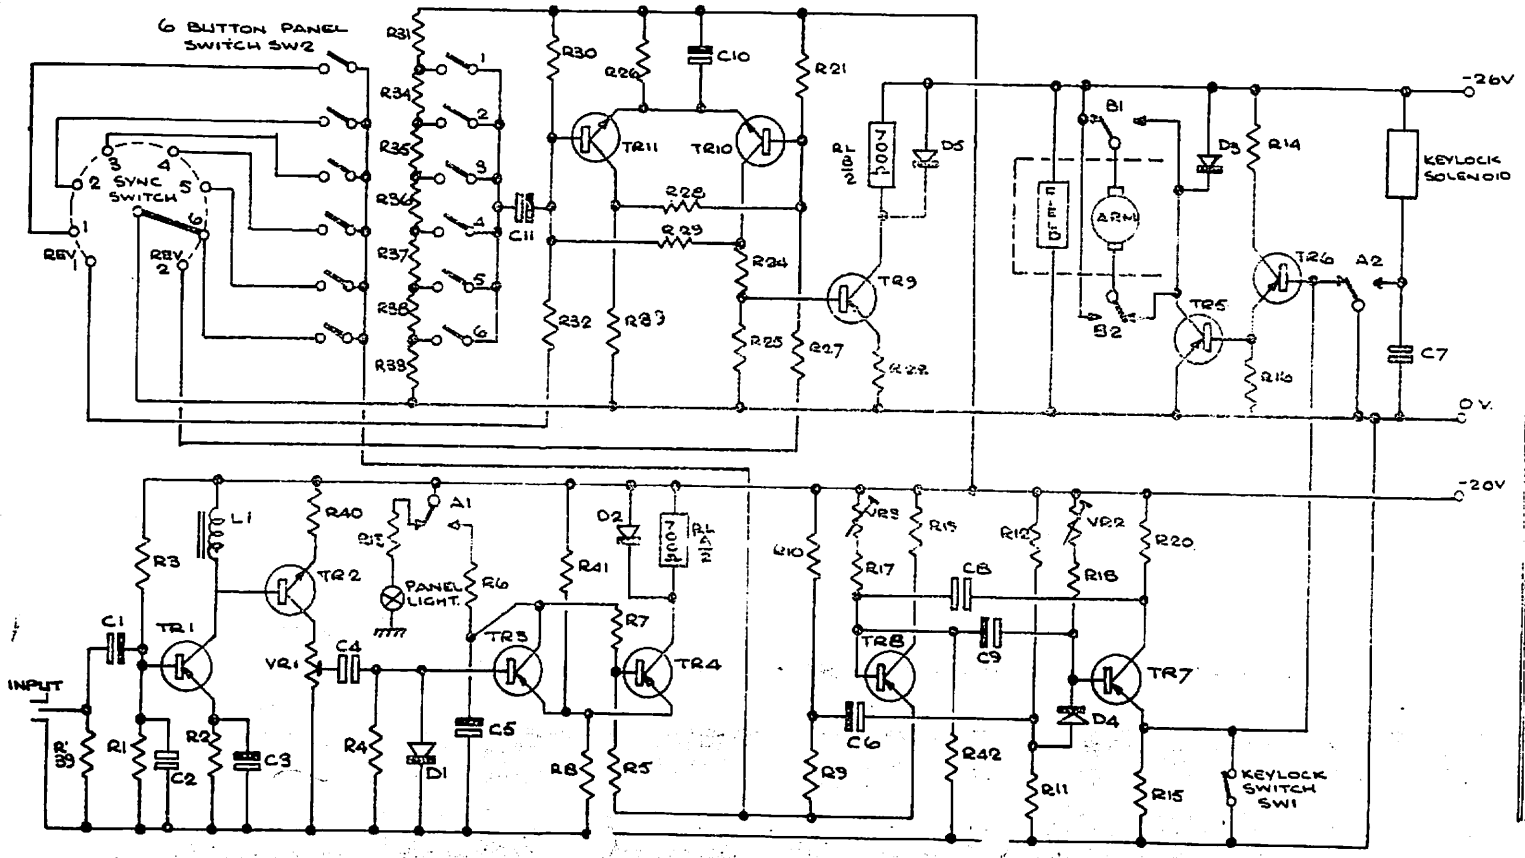 6 BUTTON PANEL
SWITCH SW2
R31
R34
R35
R36
R37
R38
R33
1
2
3
4
5
6
R30
R26
C10
R21
TR11
TR10
R28
R29
C11
R32
R33
R24
R25
R27
TR9
R22
D5
-26V
B1
B2
FIELD
ARM
D3
R14
KEYLOCK
SOLENOID
TR6
A2
TR5
R16
C7
0V.
1
2
3
4
5
6
SYNC
SWITCH
REV
1
REV
2
-20V
L1
R40
R3
TR2
A1
R13
PANEL
LIGHT.
R6
R41
D2
700Ω
C1
TR1
VR1
C4
TR3
R7
TR4
INPUT
R39
R1
C2
R2
C3
R4
D1
C5
R8
R5
R10
VR3
R19
R17
C8
R12
VR2
R18
R20
TR8
C9
TR7
C6
D4
R9
R42
R11
R15
KEYLOCK
SWITCH
SW1